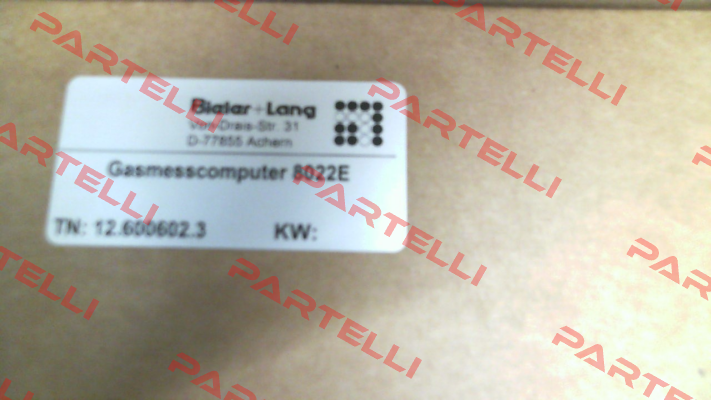 Bieler+Lang
Von-Drais-Str. 31
D-77855 Achern
Gasmesscomputer 8022E
TN: 12.600602.3 KW:
PARTELLI
PARTELLI
PARTELLI
PARTELLI
PARTELLI
PARTELLI
PARTELLI
PARTELLI
PARTELLI
PARTELLI